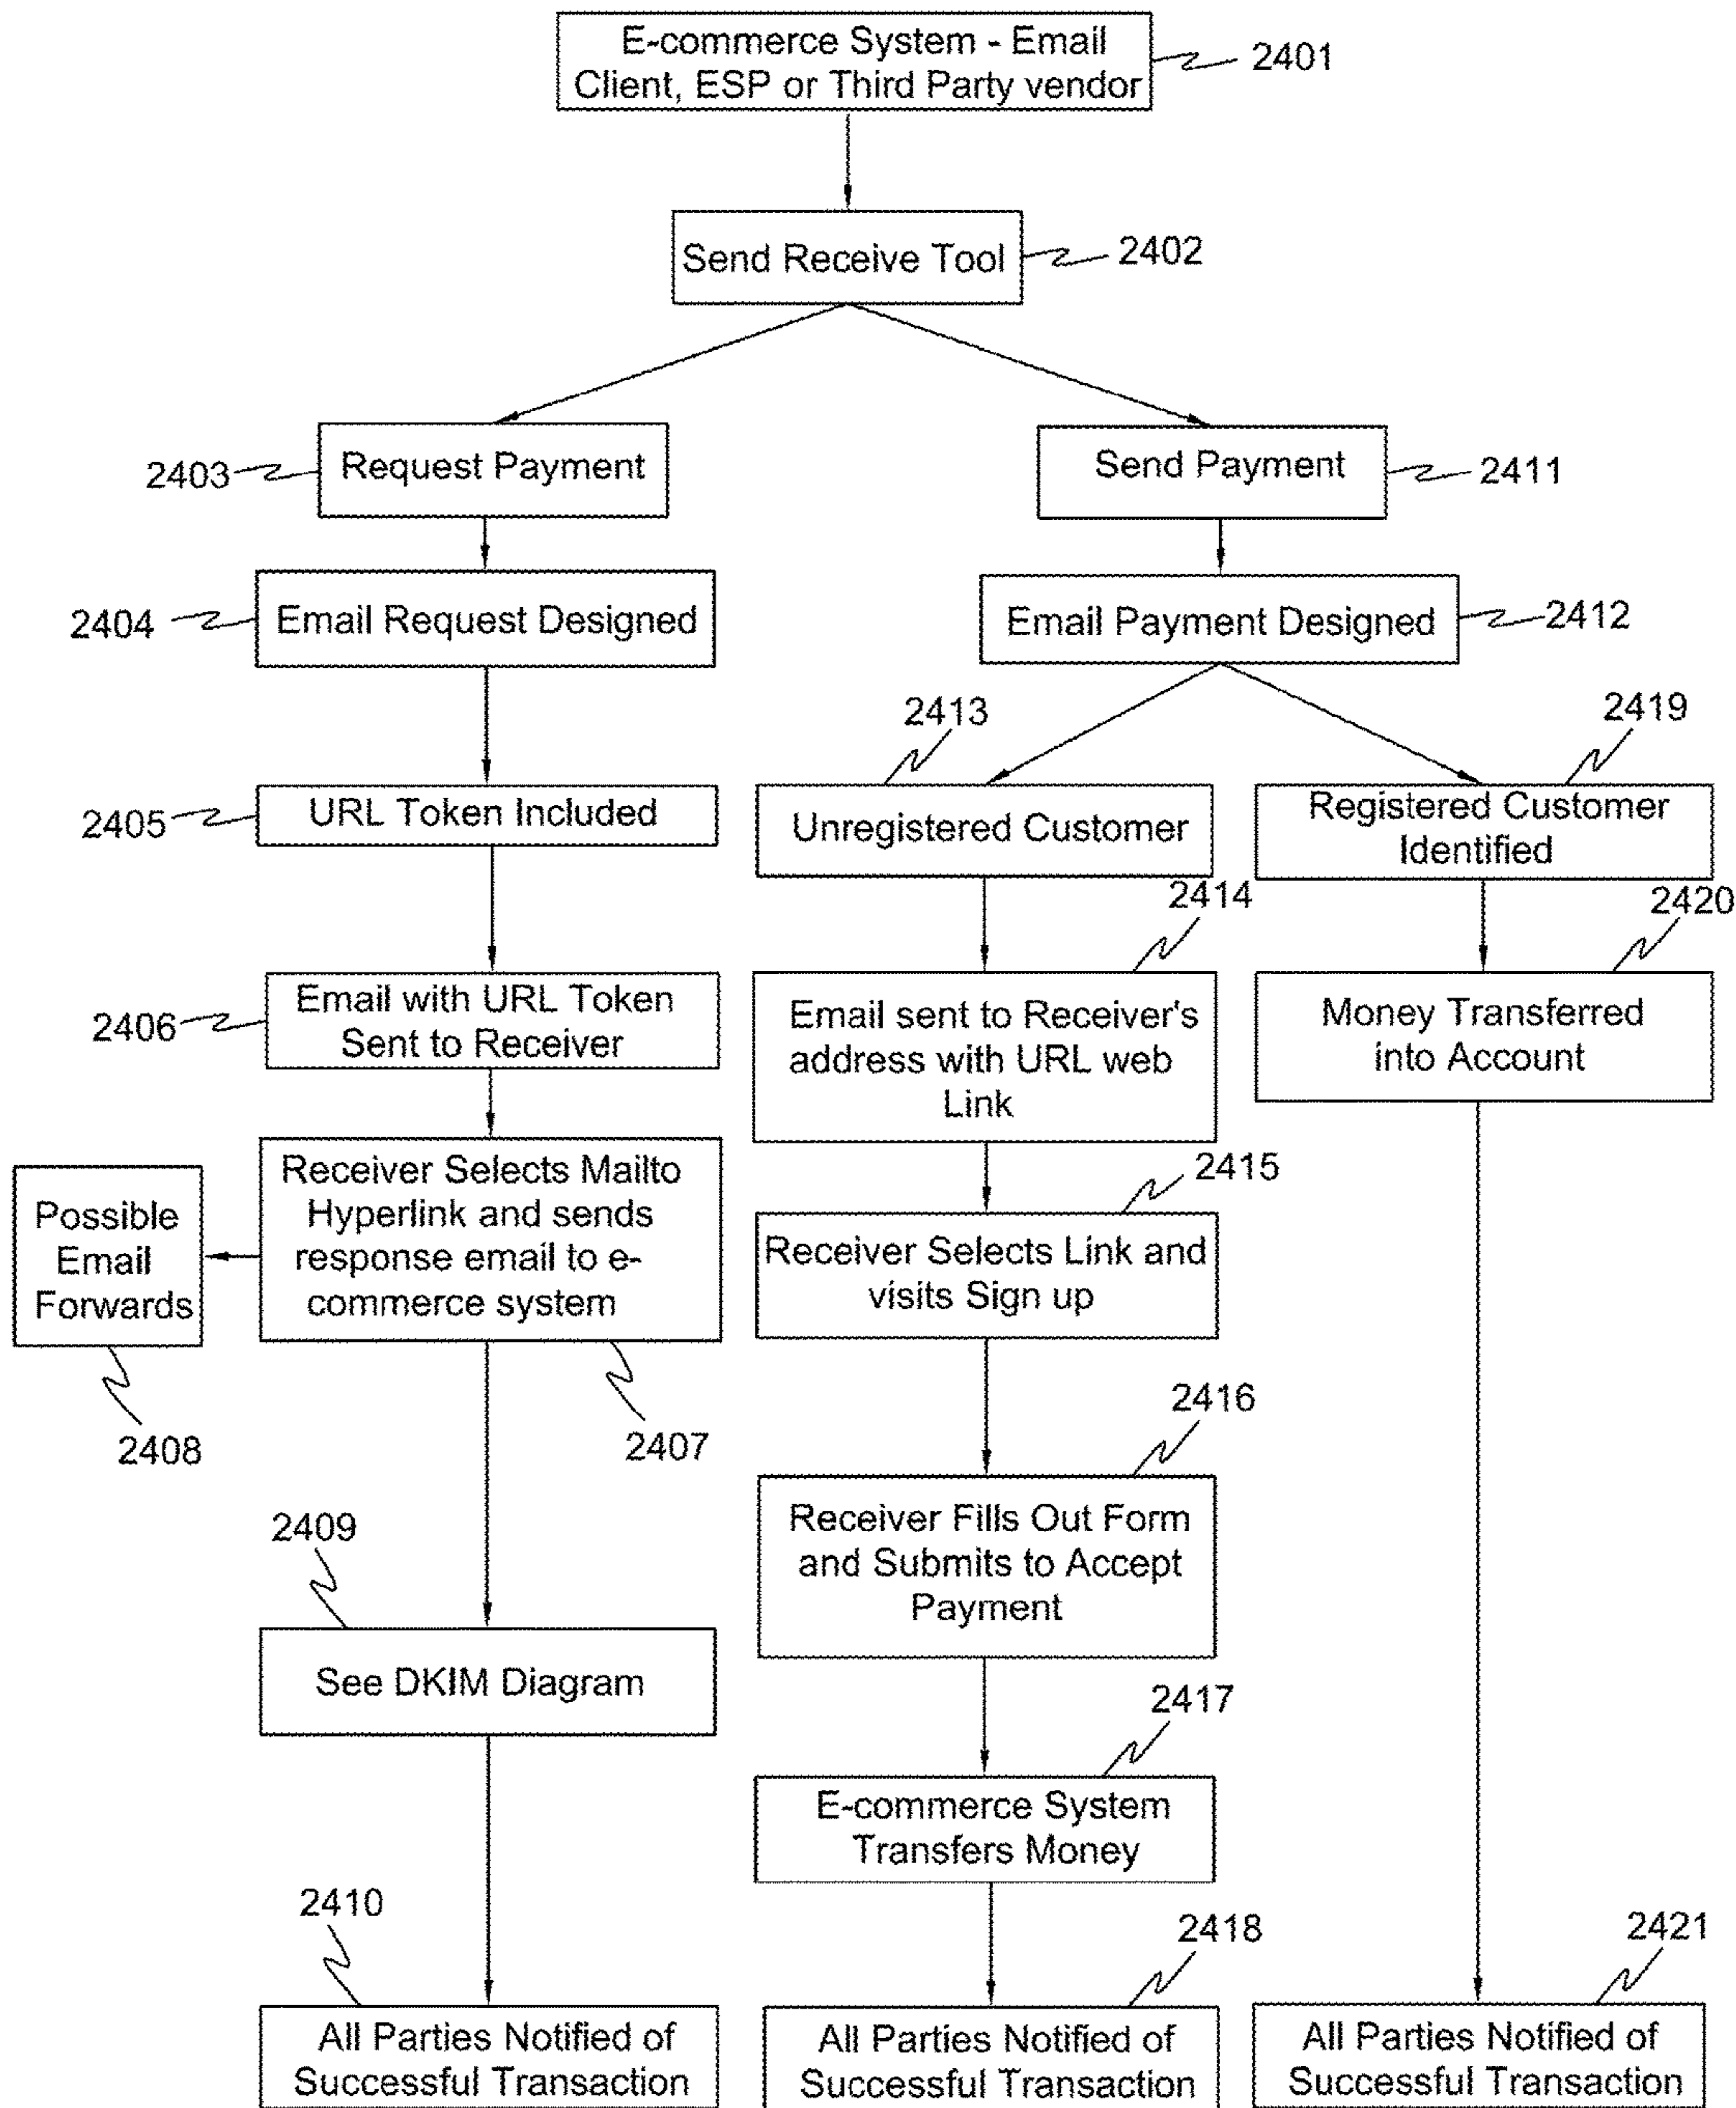 E-commerce System - Email
Client, ESP or Third Party vendor
2401
Send Receive Tool
2402
Request Payment
2403
Send Payment
2411
Email Request Designed
2404
Email Payment Designed
2412
2413
2419
URL Token Included
2405
Unregistered Customer
Registered Customer
Identified
2414
2420
Email with URL Token
Sent to Receiver
2406
Email sent to Receiver's
address with URL web
Link
Money Transferred
into Account
Possible
Email
Forwards
2408
Receiver Selects Mailto
Hyperlink and sends
response email to e-
commerce system
2407
2415
Receiver Selects Link and
visits Sign up
2416
Receiver Fills Out Form
and Submits to Accept
Payment
2409
See DKIM Diagram
2417
E-commerce System
Transfers Money
2410
2418
2421
All Parties Notified of
Successful Transaction
All Parties Notified of
Successful Transaction
All Parties Notified of
Successful Transaction